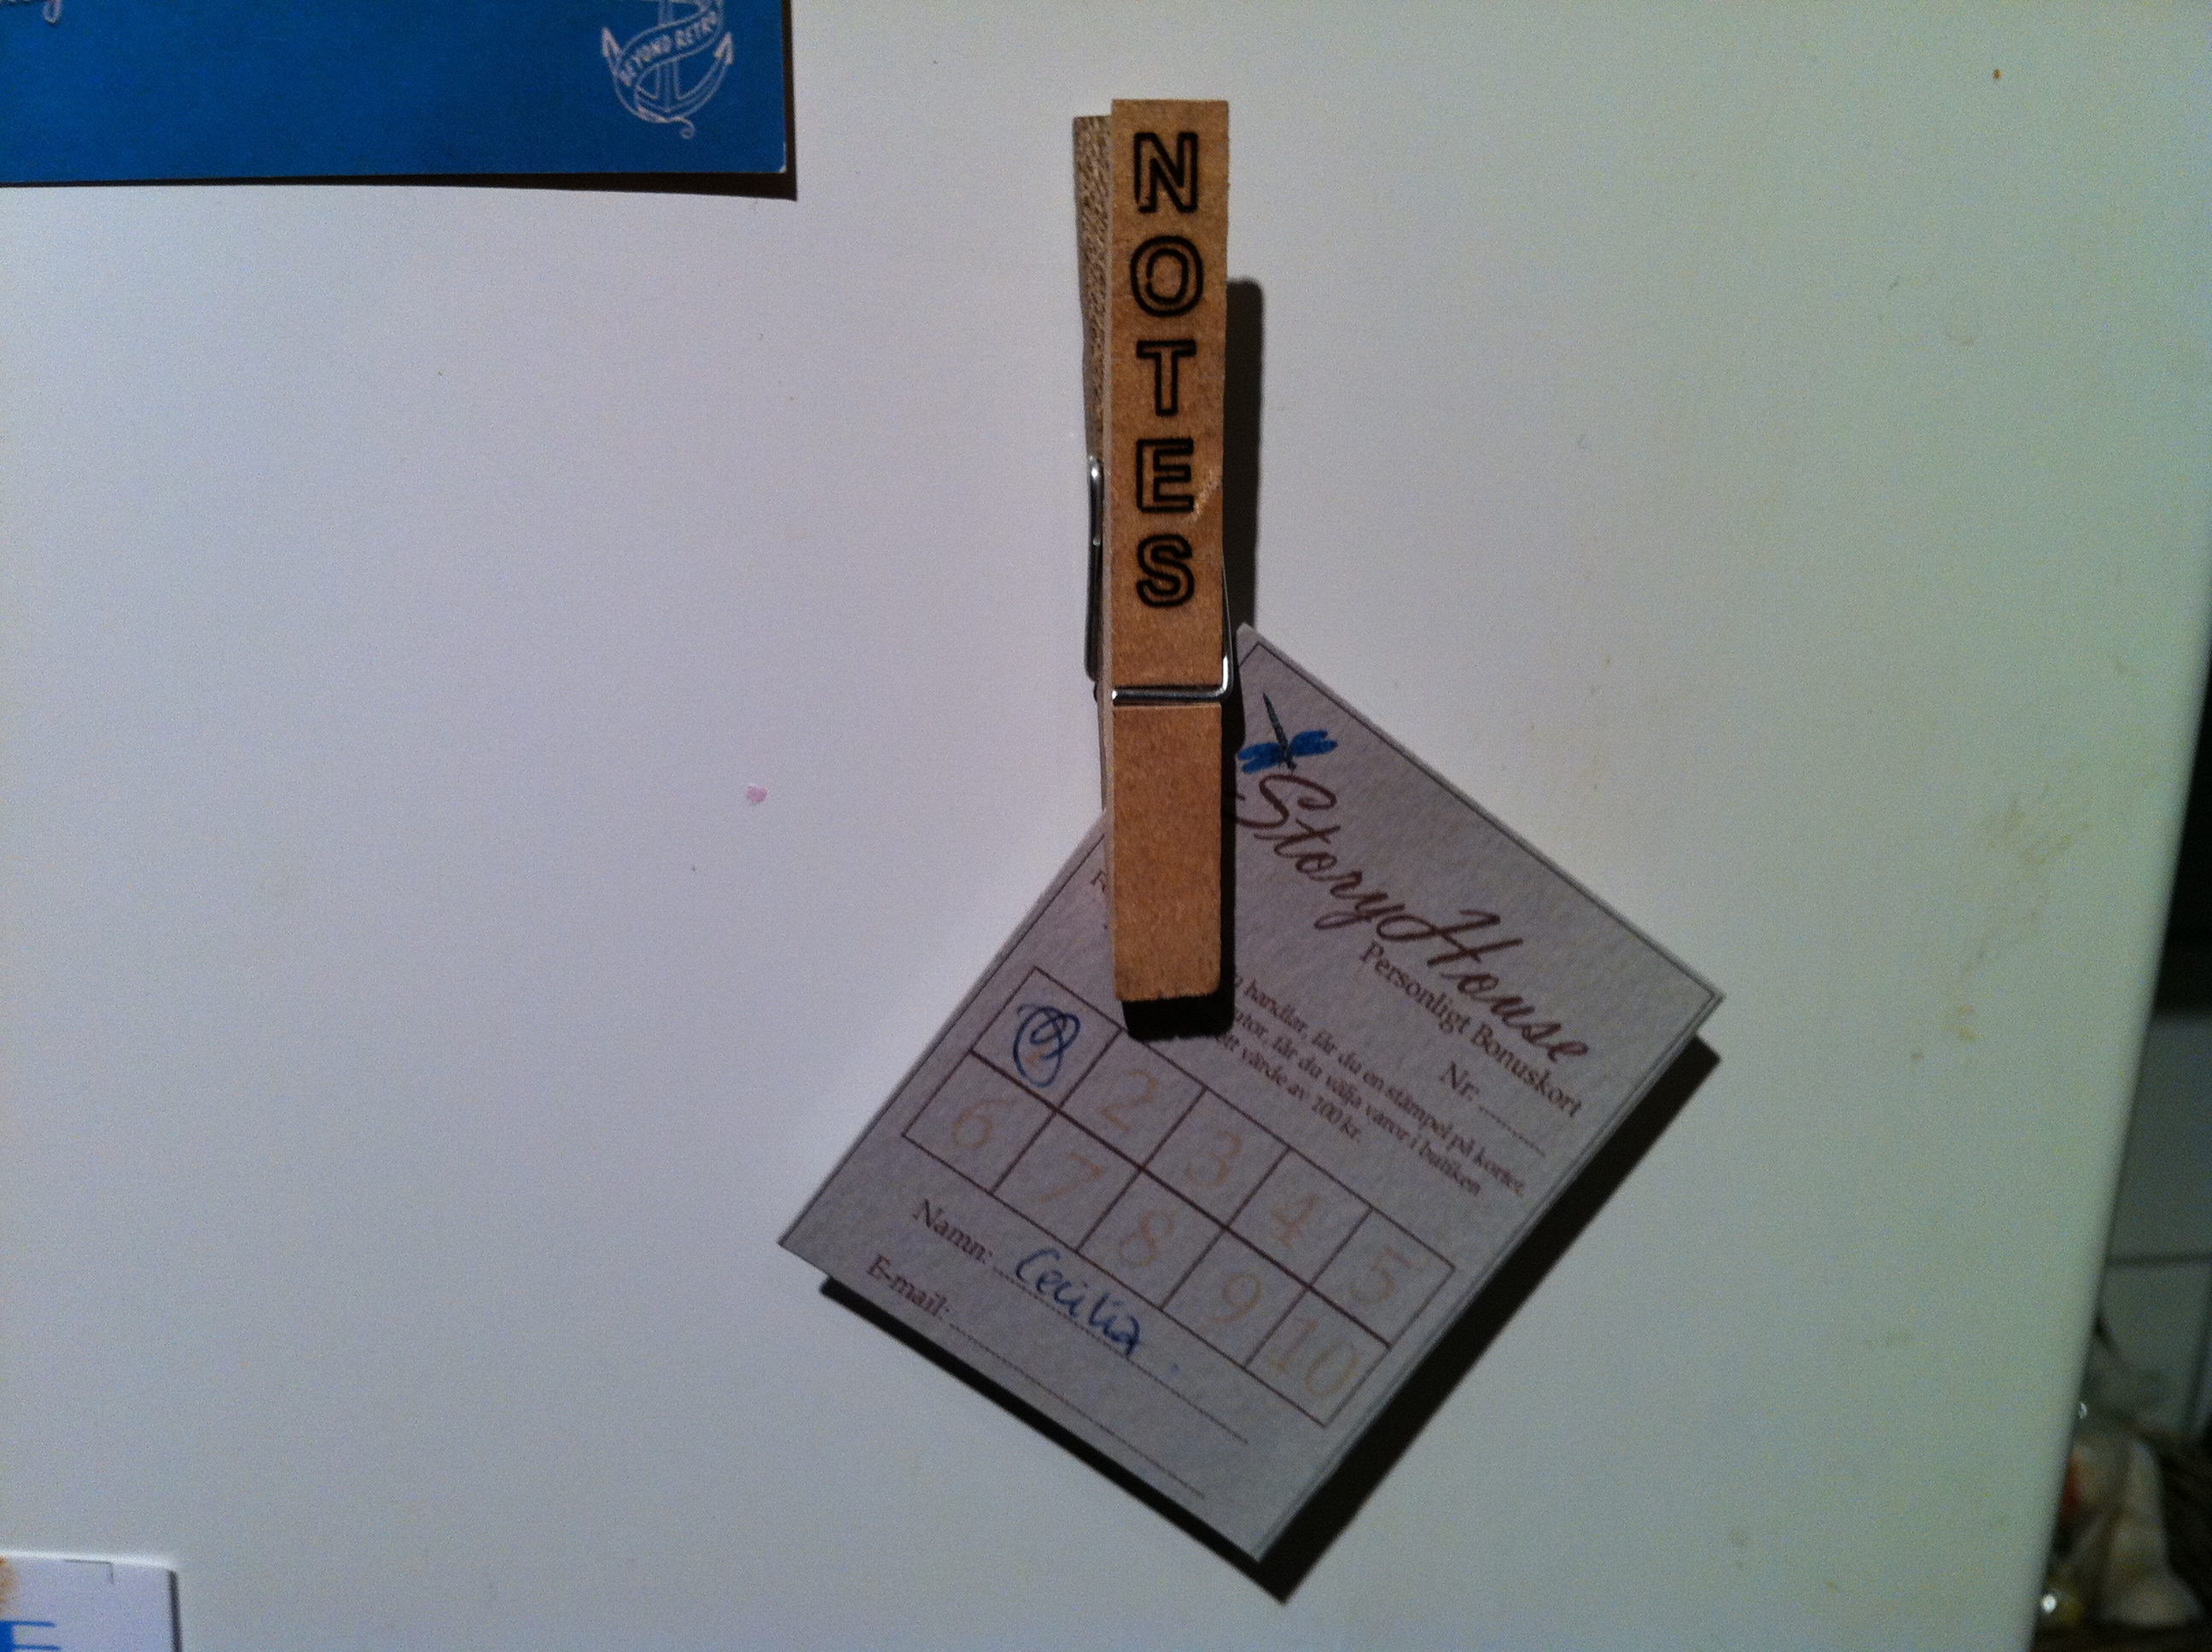 BEYOND RETRO
NOTES
StoryHouse
Personligt Bonuskort
Nr:
handlar, får du en stämpel på kortet.
får du välja varor i butiken
ett värde av 100 kr.
2 3 4 5
6 7 8 9 10
Namn: Cecilia
E-mail: